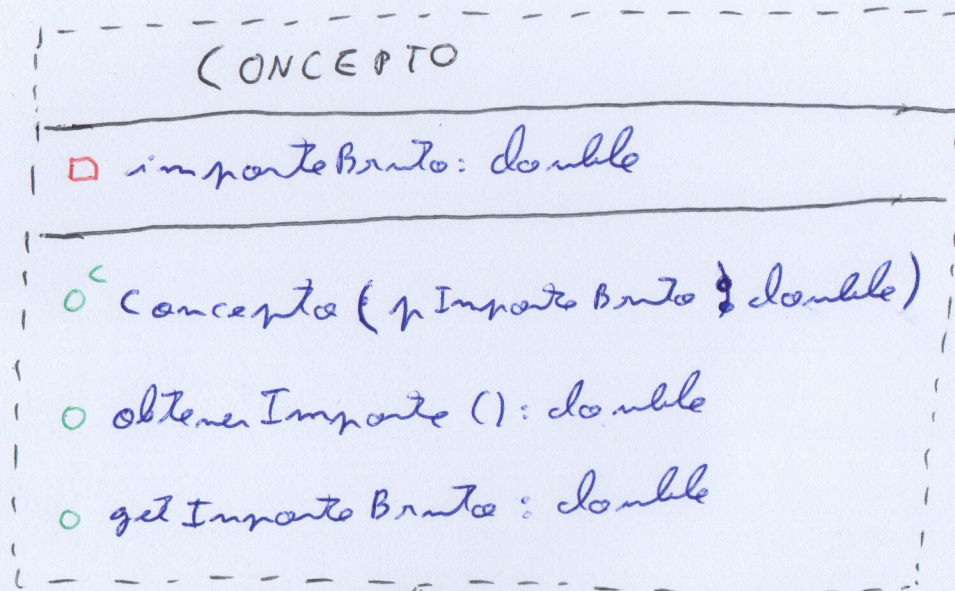 CONCEPTO
importeBruto: double
c
Concepto (pImporteBruto : double)
obtenerImporte (): double
getImporteBruto : double